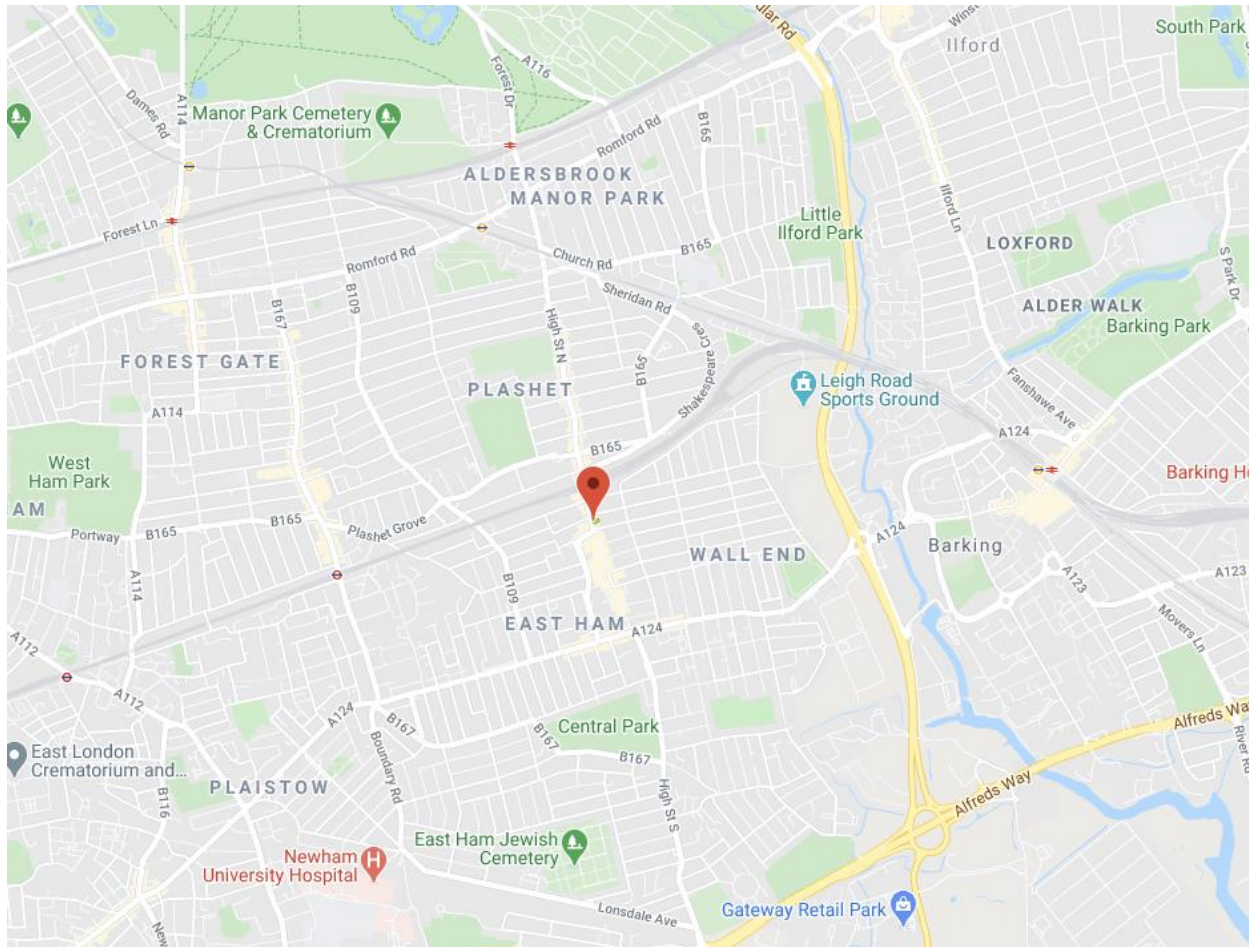 ular Rd
Winst
South Park
Ilford
A116
Forest Dr
A114
Dames Rd
Manor Park Cemetery
& Crematorium
Romford Rd
B165
ALDERSBROOK
MANOR PARK
Ilford Ln
Little
Ilford Park
Forest Ln
Romford Rd
Church Rd
B165
LOXFORD
S Park Dr
Sheridan Rd
B167
B109
ALDER WALK
Barking Park
High St N
FOREST GATE
B165
Shakespeare Cres
PLASHET
Leigh Road
Sports Ground
Fanshawe Ave
A114
A124
B165
West
Ham Park
Barking Ho
AM
Portway
B165
B165
Plashet Grove
A124
WALL END
Barking
A114
B109
A123
A123
EAST HAM
A124
Movers Ln
A112
A112
A124
B167
Central Park
B167
B167
Alfreds Wa
River Rd
East London
Crematorium and...
Boundary Rd
PLAISTOW
B116
High St S
Alfreds Way
East Ham Jewish
Cemetery
Newham
University Hospital
H
Gateway Retail Park
Lonsdale Ave
New